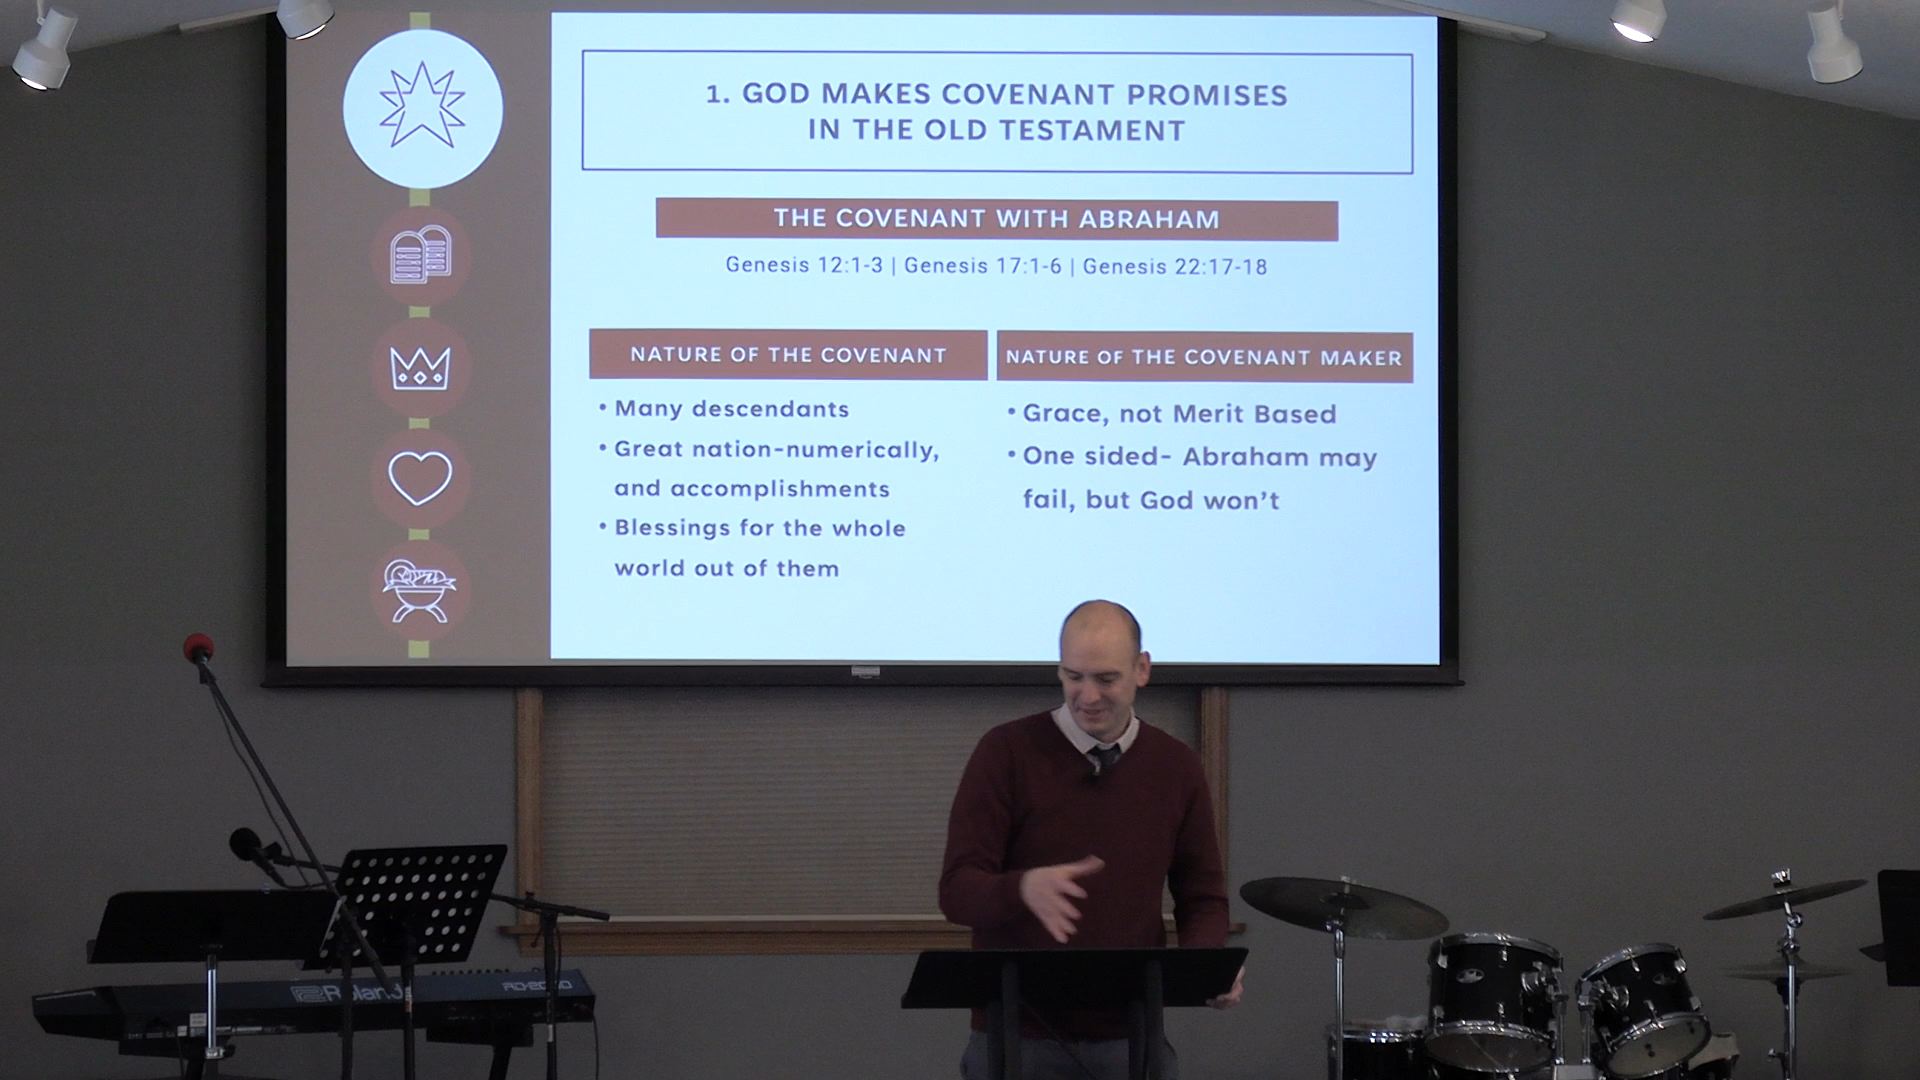 1. GOD MAKES COVENANT PROMISES
IN THE OLD TESTAMENT
THE COVENANT WITH ABRAHAM
Genesis 12:1-3 | Genesis 17:1-6 | Genesis 22:17-18
NATURE OF THE COVENANT
• Many descendants
• Great nation-numerically,
and accomplishments
• Blessings for the whole
world out of them
NATURE OF THE COVENANT MAKER
• Grace, not Merit Based
• One sided- Abraham may
fail, but God won't
Roland
RD-2000